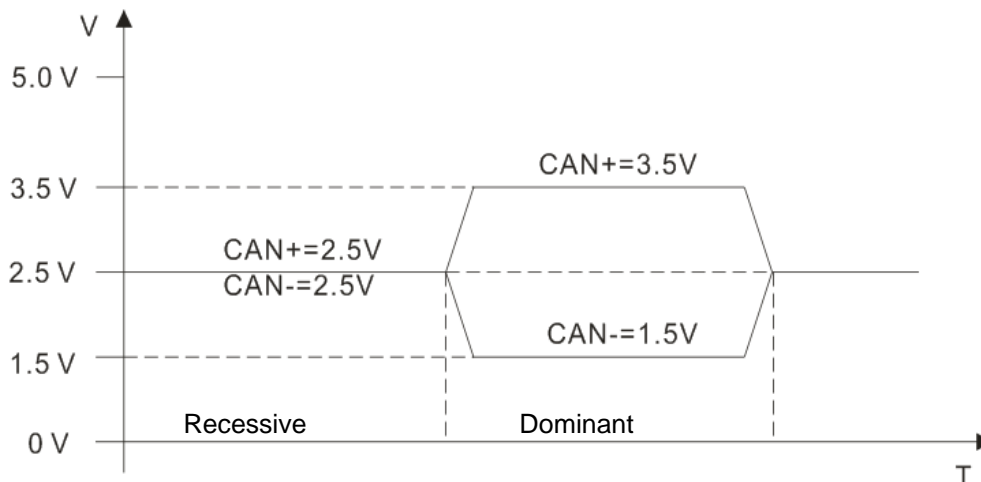 V
5.0 V
CAN+=3.5V
3.5 V
CAN+=2.5V
2.5 V
CAN-=2.5V
CAN-=1.5V
1.5 V
Recessive
Dominant
0 V
T